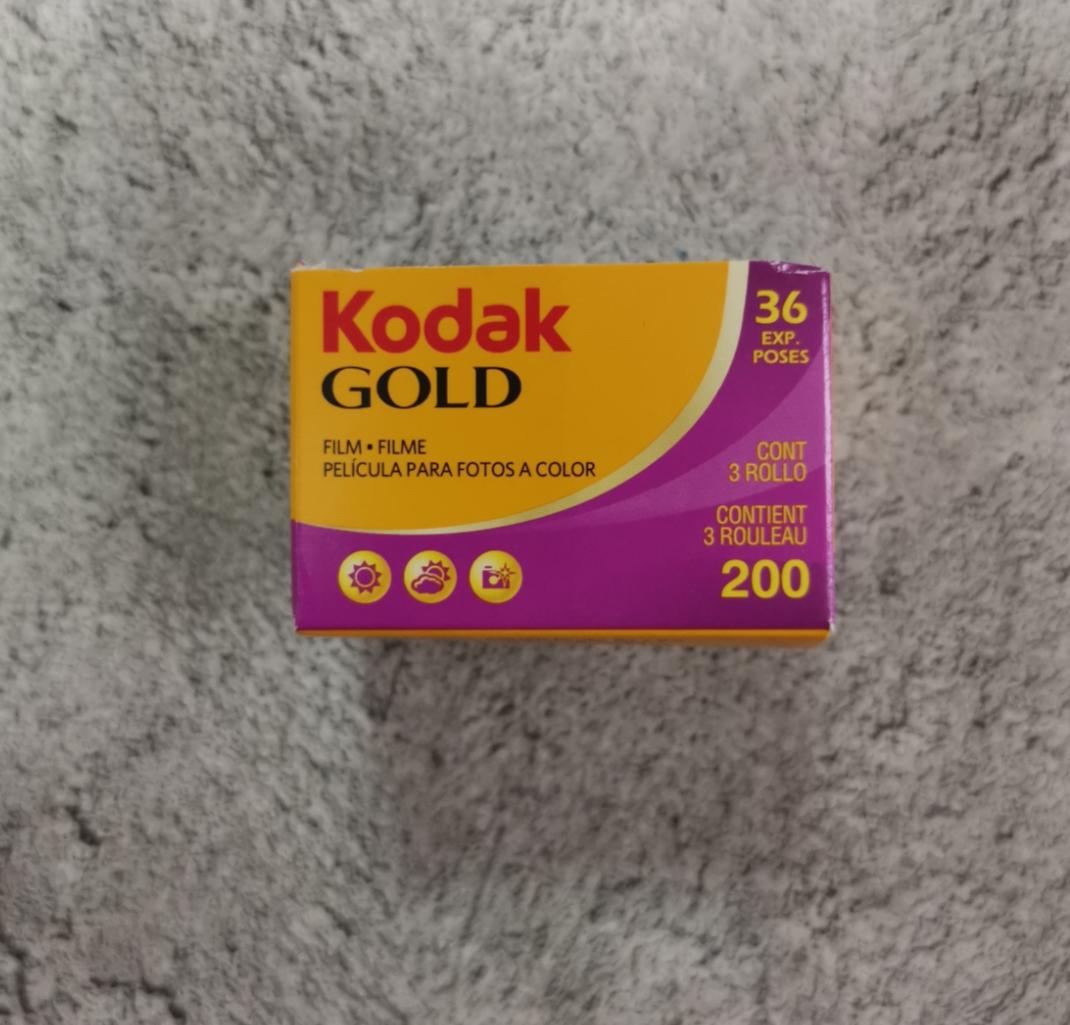 Kodak
GOLD
FILM ▪ FILME
PELÍCULA PARA FOTOS A COLOR
36
EXP.
POSES
CONT
3 ROLLO
CONTIENT
3 ROULEAU
200